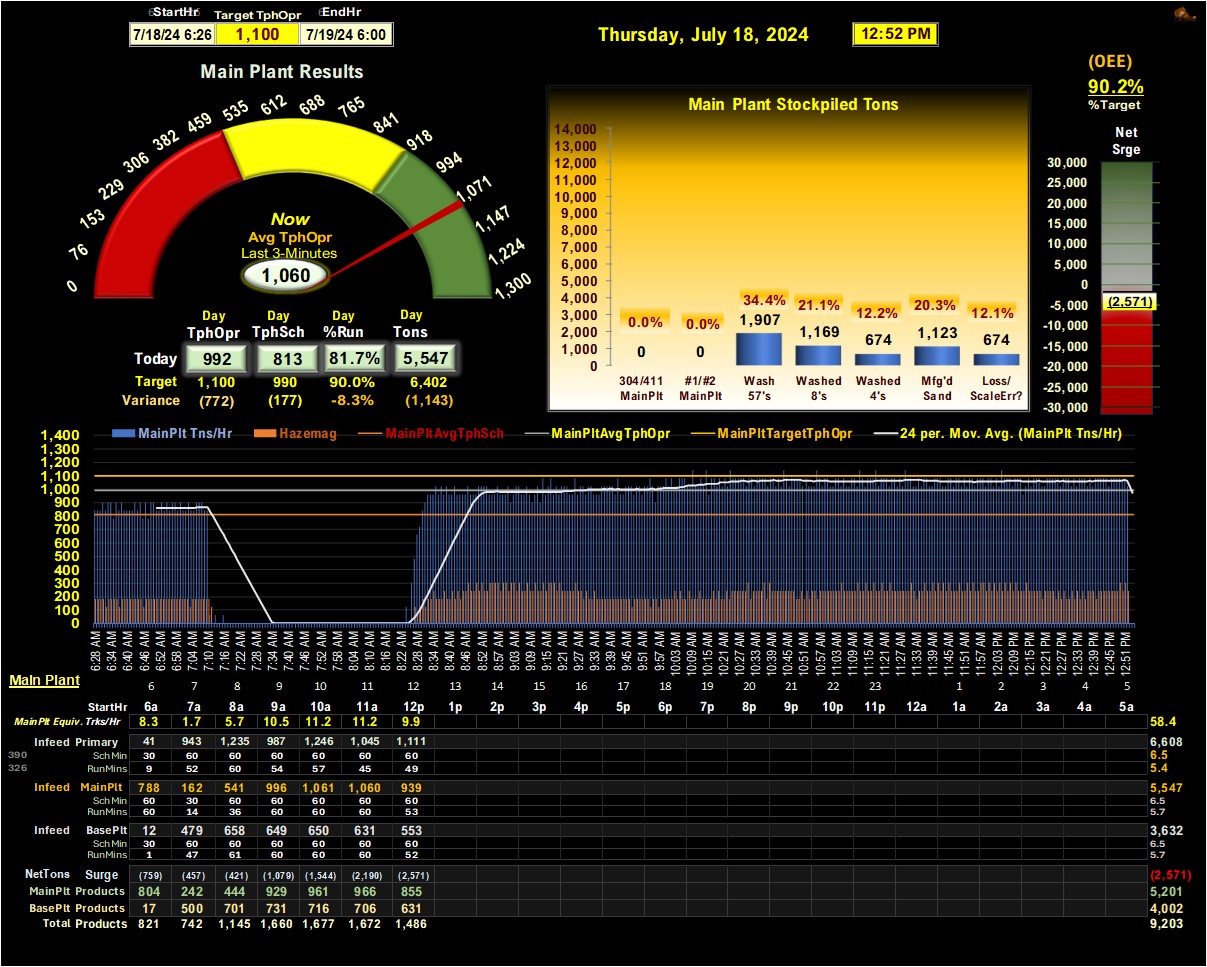 StartHr Target TphOpr EndHr
7/18/24 6:26 1,100 7/19/24 6:00
Thursday, July 18, 2024 12:52 PM
Main Plant Results
0 76 153 229 306 382 459 535 612 688 765 841 918 994 1,071 1,147 1,224 1,300
Now
Avg TphOpr
Last 3-Minutes
1,060
Day Day Day Day
TphOpr TphSch %Run Tons
Today 992 813 81.7% 5,547
Target 1,100 990 90.0% 6,402
Variance (772) (177) -8.3% (1,143)
Main Plant Stockpiled Tons
14,000
13,000
12,000
11,000
10,000
9,000
8,000
7,000
6,000
5,000
4,000
3,000
2,000
1,000
0
0.0% 0.0% 34.4% 21.1% 12.2% 20.3% 12.1%
0 0 1,907 1,169 674 1,123 674
304/411 #1/#2 Wash Washed Washed Mfg'd Loss/
MainPlt MainPlt 57's 8's 4's Sand ScaleErr?
(OEE)
90.2%
%Target
Net
Srge
30,000
25,000
20,000
15,000
10,000
5,000
0
-5,000
-10,000
-15,000
-20,000
-25,000
-30,000
(2,571)
MainPlt Tns/Hr Hazemag MainPltAvgTphSch MainPltAvgTphOpr MainPltTargetTphOpr 24 per. Mov. Avg. (MainPlt Tns/Hr)
1,400
1,300
1,200
1,100
1,000
900
800
700
600
500
400
300
200
100
0
6:28 AM 6:34 AM 6:40 AM 6:46 AM 6:52 AM 6:58 AM 7:04 AM 7:10 AM 7:16 AM 7:22 AM 7:28 AM 7:34 AM 7:40 AM 7:46 AM 7:52 AM 7:58 AM 8:04 AM 8:10 AM 8:16 AM 8:22 AM 8:28 AM 8:34 AM 8:40 AM 8:46 AM 8:52 AM 8:58 AM 9:03 AM 9:09 AM 9:15 AM 9:21 AM 9:27 AM 9:33 AM 9:39 AM 9:45 AM 9:51 AM 9:57 AM 10:03 AM 10:09 AM 10:15 AM 10:21 AM 10:27 AM 10:33 AM 10:39 AM 10:45 AM 10:51 AM 10:57 AM 11:03 AM 11:09 AM 11:15 AM 11:21 AM 11:27 AM 11:33 AM 11:39 AM 11:45 AM 11:51 AM 11:57 AM 12:03 PM 12:09 PM 12:15 PM 12:21 PM 12:27 PM 12:33 PM 12:39 PM 12:45 PM 12:51 PM
Main Plant 6 7 8 9 10 11 12 13 14 15 16 17 18 19 20 21 22 23 1 2 3 4 5
StartHr 6a 7a 8a 9a 10a 11a 12p 1p 2p 3p 4p 5p 6p 7p 8p 9p 10p 11p 12a 1a 2a 3a 4a 5a
MainPlt Equiv. Trks/Hr 8.3 1.7 5.7 10.5 11.2 11.2 9.9 58.4
Infeed Primary 41 943 1,235 987 1,246 1,045 1,111 6,608
390 SchMin 30 60 60 60 60 60 60 6.5
326 RunMins 9 52 60 54 57 45 49 5.4
Infeed MainPlt 788 162 541 996 1,061 1,060 939 5,547
SchMin 60 30 60 60 60 60 60 6.5
RunMins 60 14 36 60 60 60 53 5.7
Infeed BasePlt 12 479 658 649 650 631 553 3,632
SchMin 30 60 60 60 60 60 60 6.5
RunMins 1 47 61 60 60 60 52 5.7
NetTons Surge (759) (457) (421) (1,079) (1,544) (2,190) (2,571) (2,571)
MainPlt Products 804 242 444 929 961 966 855 5,201
BasePlt Products 17 500 701 731 716 706 631 4,002
Total Products 821 742 1,145 1,660 1,677 1,672 1,486 9,203